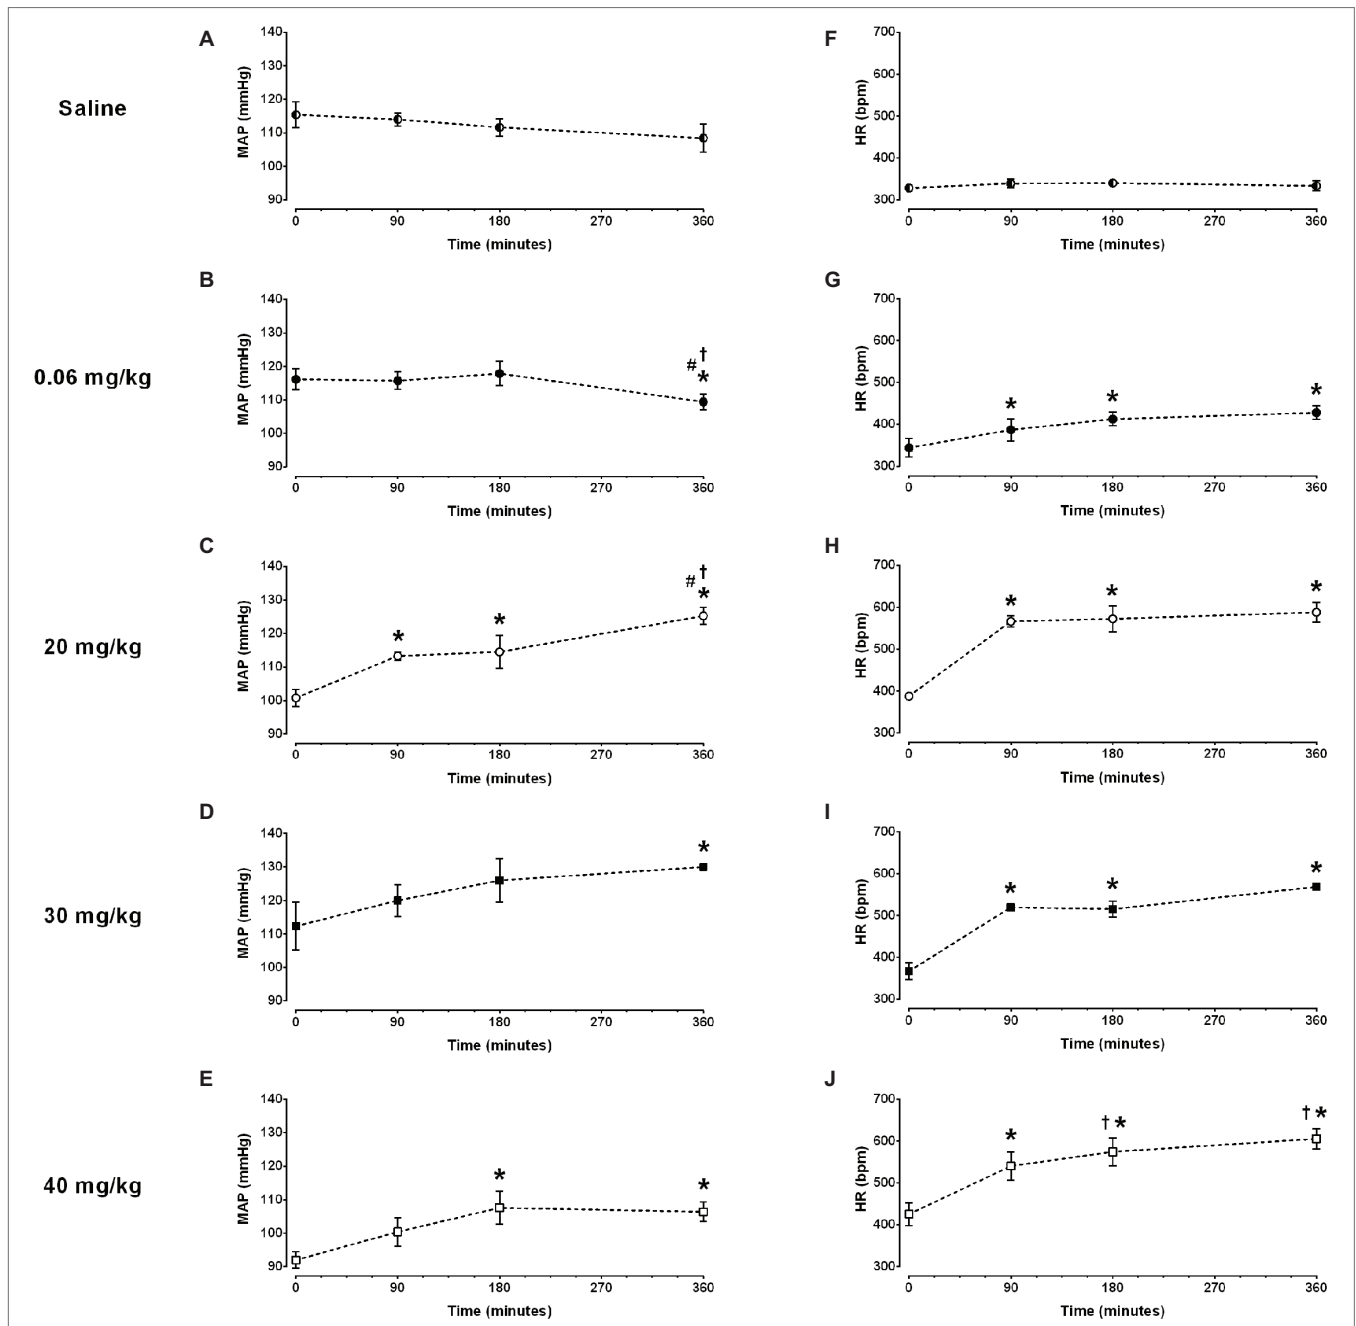 Saline
A
140
130
120
110
100
90
MAP (mmHg)
0 90 180 270 360
Time (minutes)
F
700
600
500
400
300
HR (bpm)
0 90 180 270 360
Time (minutes)
0.06 mg/kg
B
140
130
120
110
100
90
MAP (mmHg)
# †
*
0 90 180 270 360
Time (minutes)
G
700
600
500
400
300
HR (bpm)
* * *
0 90 180 270 360
Time (minutes)
20 mg/kg
C
140
130
120
110
100
90
MAP (mmHg)
# †
* * *
0 90 180 270 360
Time (minutes)
H
700
600
500
400
300
HR (bpm)
* * *
0 90 180 270 360
Time (minutes)
30 mg/kg
D
140
130
120
110
100
90
MAP (mmHg)
*
0 90 180 270 360
Time (minutes)
I
700
600
500
400
300
HR (bpm)
* * *
0 90 180 270 360
Time (minutes)
40 mg/kg
E
140
130
120
110
100
90
MAP (mmHg)
* *
0 90 180 270 360
Time (minutes)
J
700
600
500
400
300
HR (bpm)
* † * † *
0 90 180 270 360
Time (minutes)